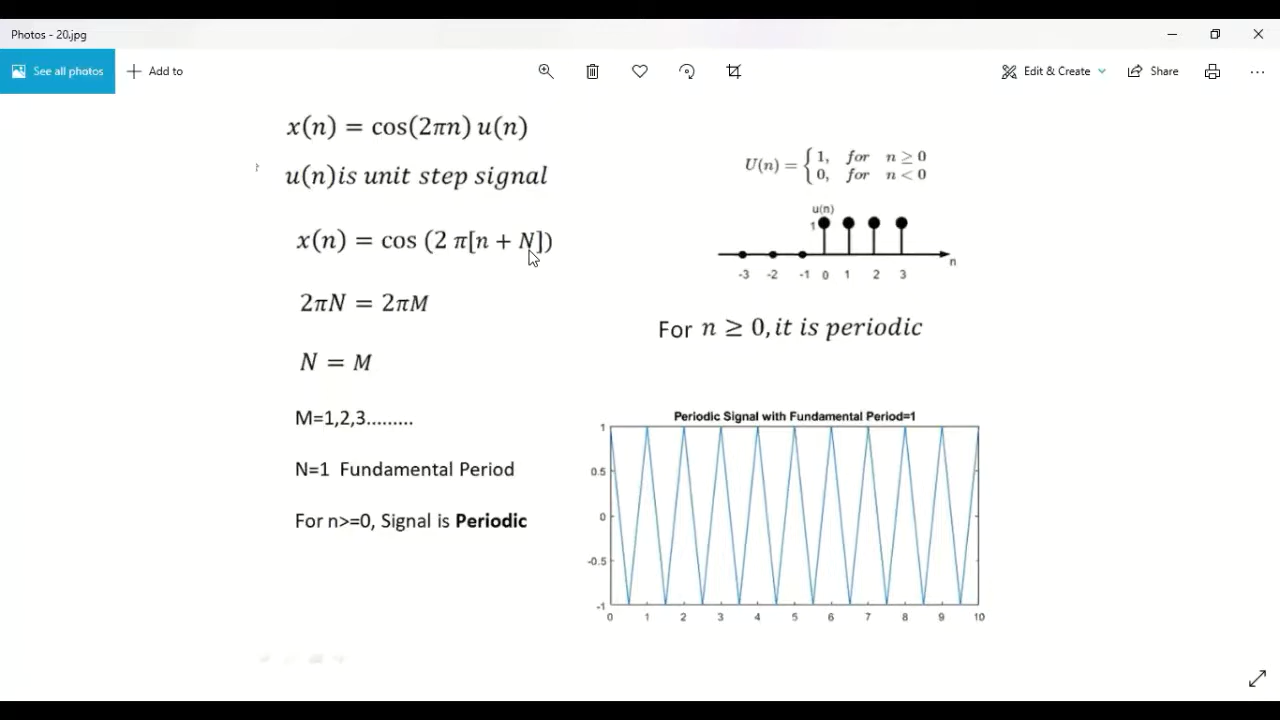 Photos - 20.jpg
See all photos
Add to
Edit & Create
Share
x(n) = cos(2πn) u(n)
u(n)is unit step signal
x(n) = cos (2 π[n + N])
2πN = 2πM
N = M
M=1,2,3.........
N=1 Fundamental Period
For n>=0, Signal is Periodic
U(n) = { 1, for n ≥ 0
0, for n < 0
u(n)
1
n
-3 -2 -1 0 1 2 3
For n ≥ 0, it is periodic
Periodic Signal with Fundamental Period=1
1
0.5
0
-0.5
-1
0 1 2 3 4 5 6 7 8 9 10